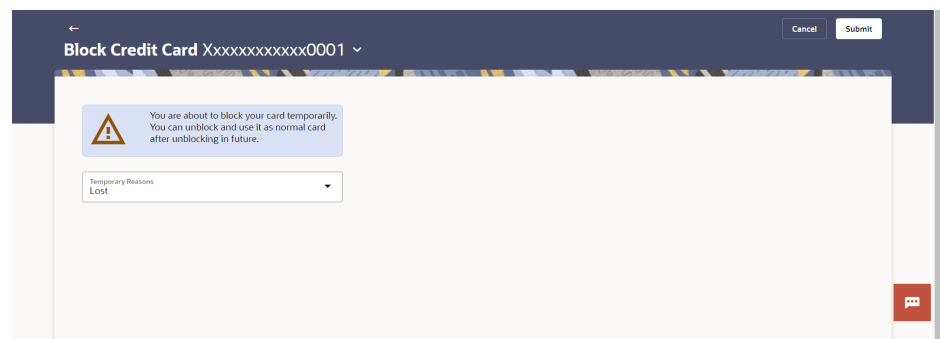 Cancel
Submit
Block Credit Card Xxxxxxxxxxxx0001
You are about to block your card temporarily.
You can unblock and use it as normal card
after unblocking in future.
Temporary Reasons
Lost